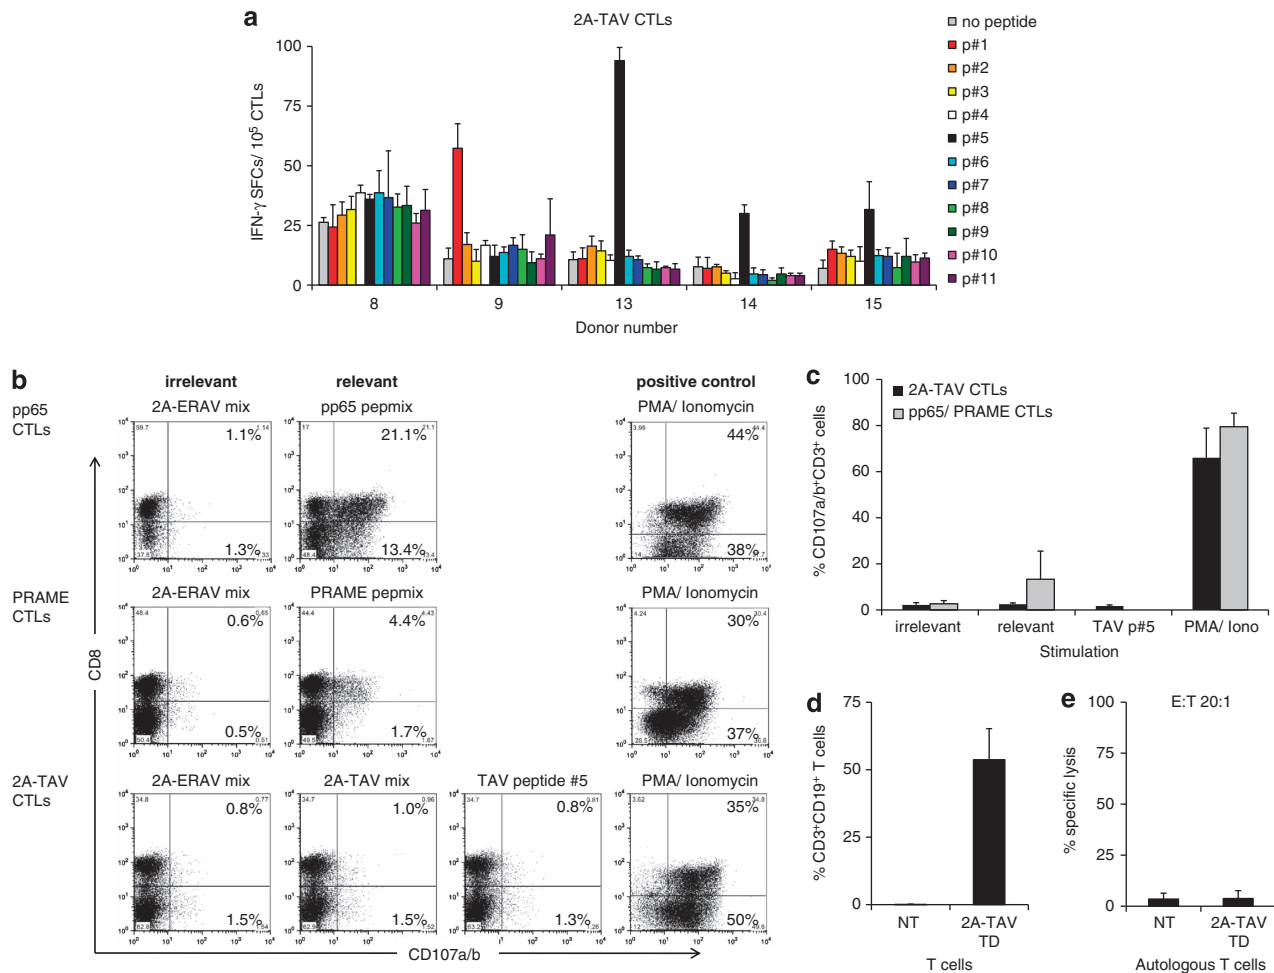 a
2A-TAV CTLs
IFN-γ SFCs/ 10⁵ CTLs
100
75
50
25
0
8 9 13 14 15
Donor number
no peptide
p#1
p#2
p#3
p#4
p#5
p#6
p#7
p#8
p#9
p#10
p#11
b
irrelevant relevant positive control
pp65 CTLs
2A-ERAV mix pp65 pepmix PMA/ Ionomycin
1.1% 21.1% 44%
1.3% 13.4% 38%
PRAME CTLs
2A-ERAV mix PRAME pepmix PMA/ Ionomycin
0.6% 4.4% 30%
0.5% 1.7% 37%
2A-TAV CTLs
2A-ERAV mix 2A-TAV mix TAV peptide #5 PMA/ Ionomycin
0.8% 1.0% 0.8% 35%
1.5% 1.5% 1.3% 50%
CD8
CD107a/b
c
% CD107a/b⁺CD3⁺ cells
100
80
60
40
20
0
2A-TAV CTLs
pp65/ PRAME CTLs
irrelevant relevant TAV p#5 PMA/ Iono
Stimulation
d
% CD3⁺CD19⁺ T cells
75
50
25
0
NT 2A-TAV TD
T cells
e
E:T 20:1
% specific lysis
100
75
50
25
0
NT 2A-TAV TD
Autologous T cells